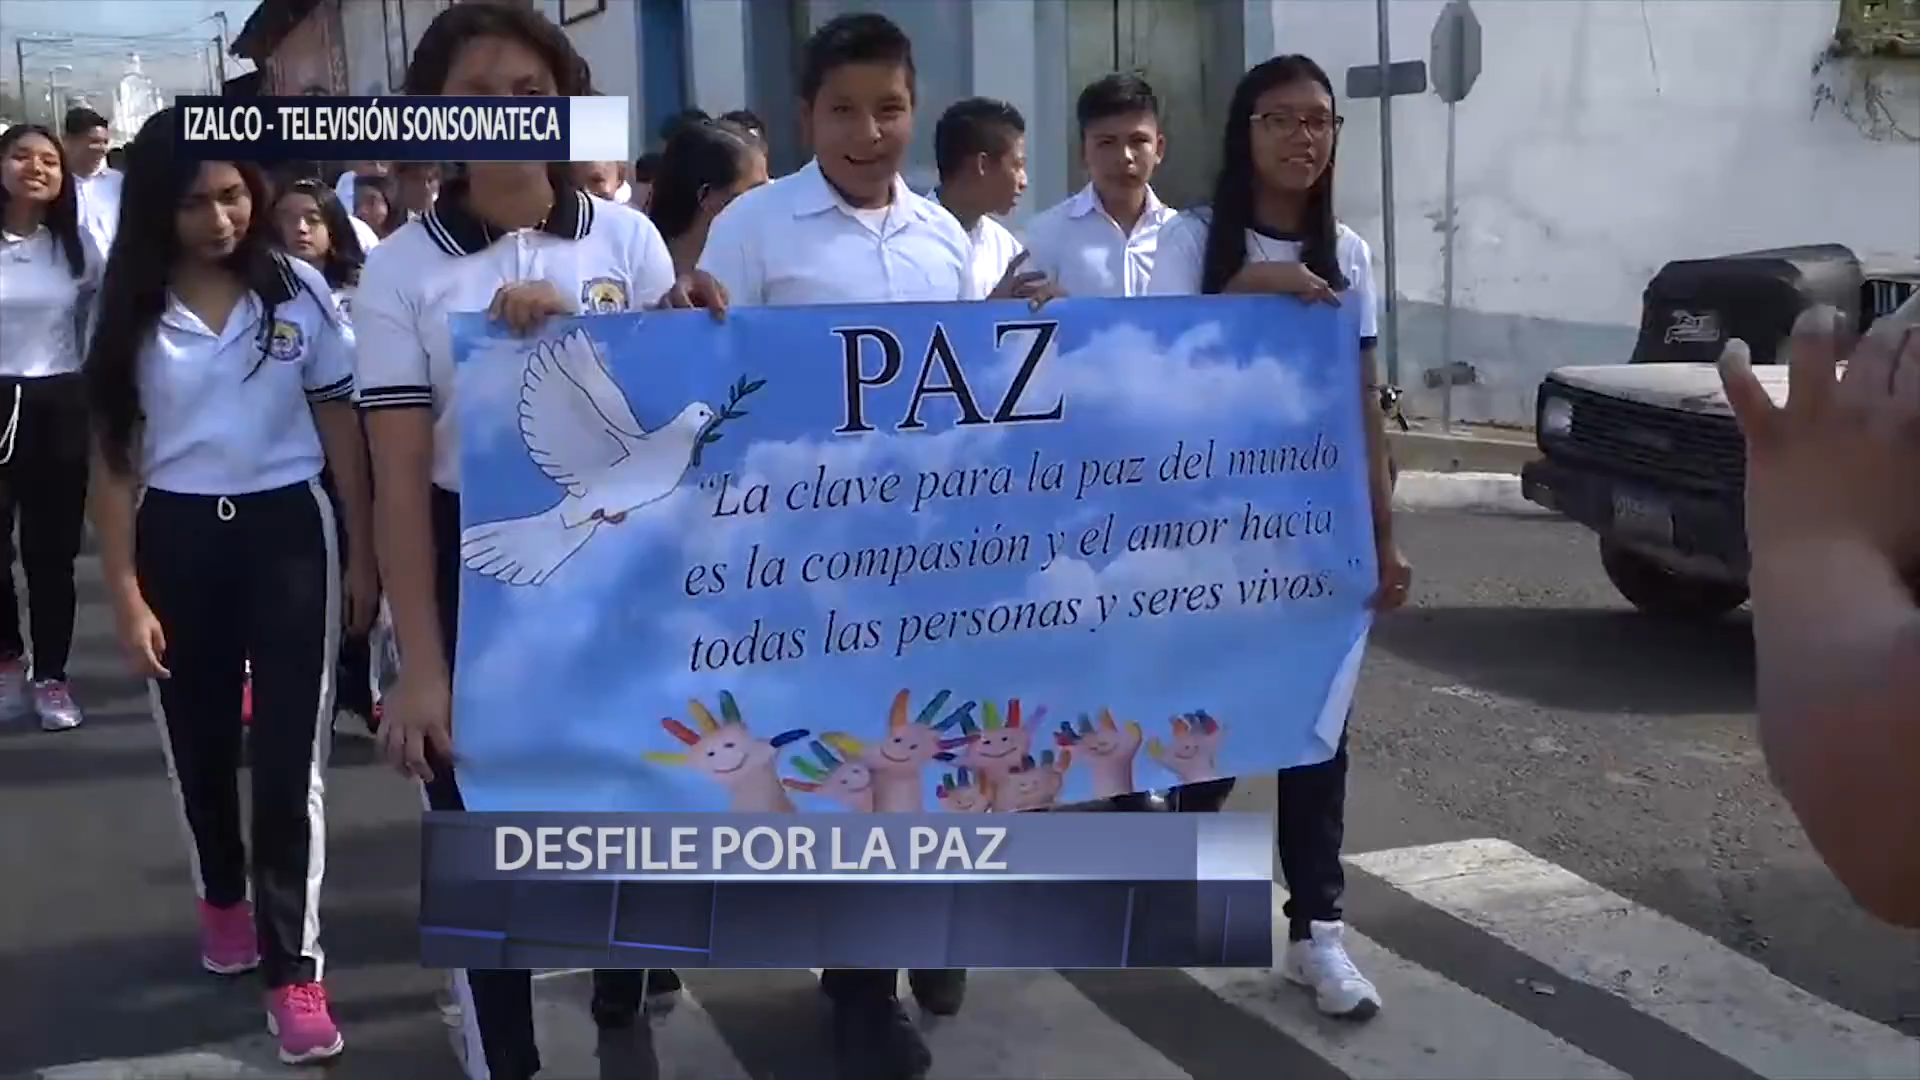 IZALCO - TELEVISIÓN SONSONATECA
PAZ
“La clave para la paz del mundo
es la compasión y el amor hacia
todas las personas y seres vivos.”
DESFILE POR LA PAZ